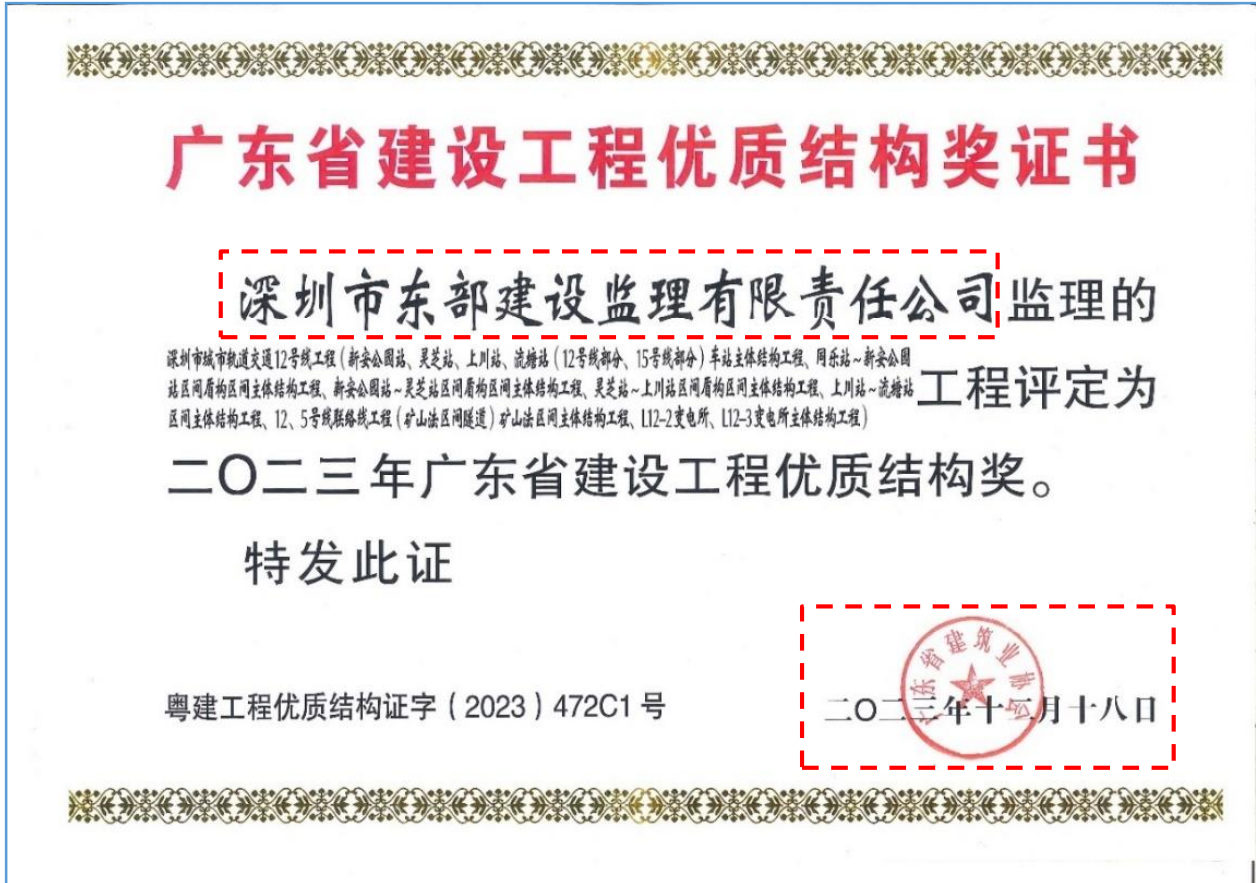 广东省建设工程优质结构奖证书
深圳市东部建设监理有限责任公司监理的
深圳市城市轨道交通12号线工程（新安公园站、灵芝站、上川站、流塘站（12号线部分、15号线部分）车站主体结构工程、同乐站~新安公园
站区间盾构区间主体结构工程、新安公园站~灵芝站区间盾构区间主体结构工程、灵芝站~上川站区间盾构区间主体结构工程、上川站~流塘站
区间主体结构工程、12、5号线联络线工程（矿山法区间隧道）矿山法区间主体结构工程、L12-2变电所、L12-3变电所主体结构工程）
工程评定为
二〇二三年广东省建设工程优质结构奖。
特发此证
粤建工程优质结构证字（2023）472C1号
广东省建筑业协会
二〇二三年十二月十八日